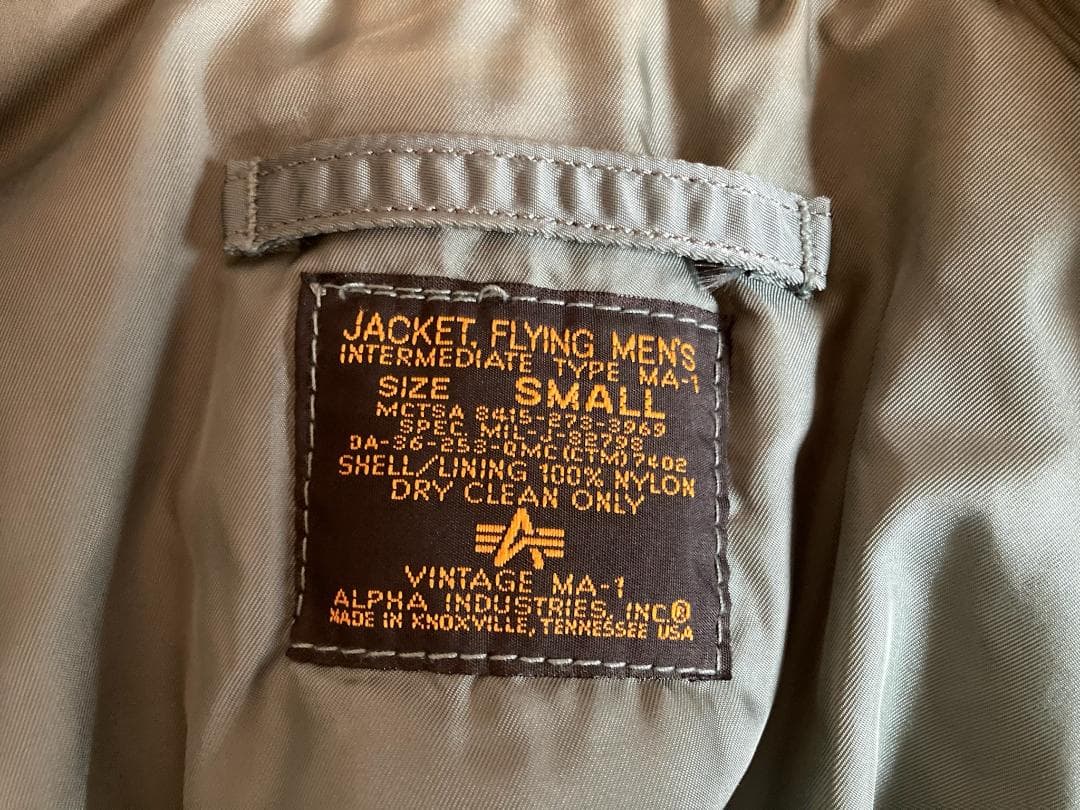 JACKET, FLYING MEN'S
INTERMEDIATE TYPE MA-1
SIZE SMALL
MCTSA 8415-273-3969
SPEC. MIL-J-82798
DA-36-253-QMC(CTM)7402
SHELL/LINING 100% NYLON
DRY CLEAN ONLY
VINTAGE MA-1
ALPHA INDUSTRIES, INC.®
MADE IN KNOXVILLE, TENNESSEE USA